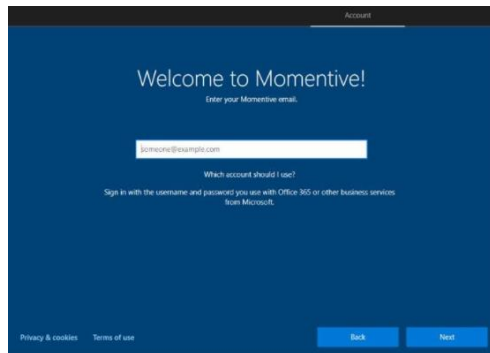 Account
Welcome to Momentive!
Enter your Momentive email.
someone@example.com
Which account should I use?
Sign in with the username and password you use with Office 365 or other business services
from Microsoft.
Privacy & cookies Terms of use Back Next